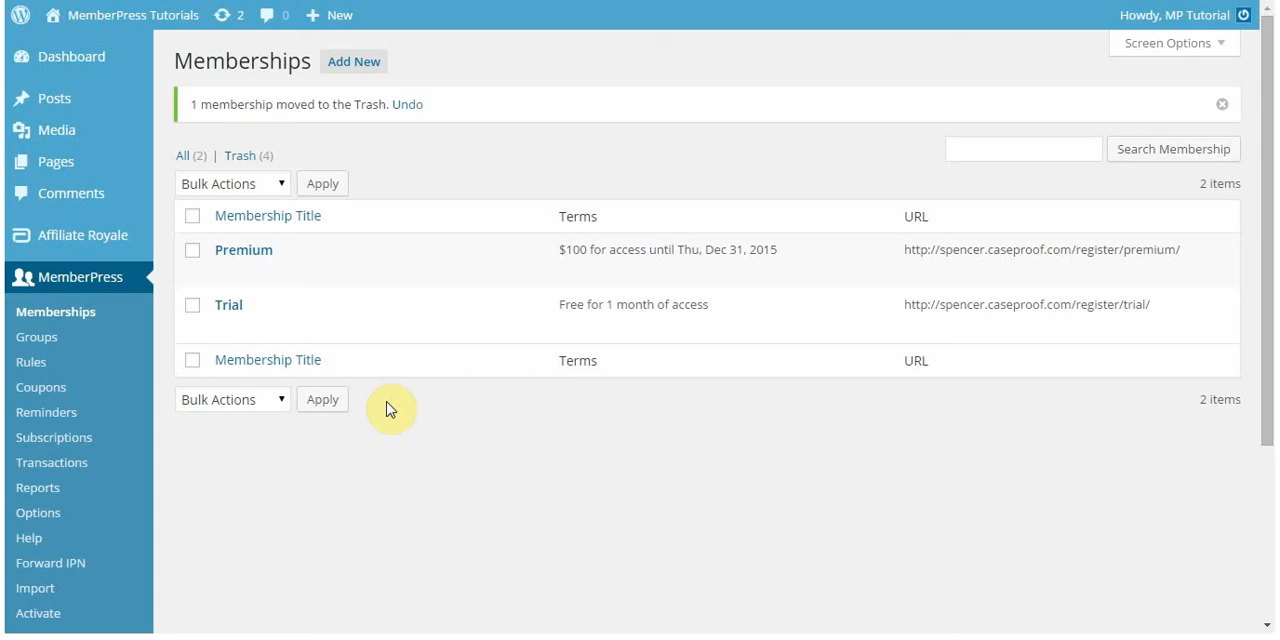 MemberPress Tutorials 2 0 New Howdy, MP Tutorial
Screen Options
Dashboard
Posts
Media
Pages
Comments
Affiliate Royale
MemberPress
Memberships
Groups
Rules
Coupons
Reminders
Subscriptions
Transactions
Reports
Options
Help
Forward IPN
Import
Activate
Memberships Add New
1 membership moved to the Trash. Undo
All (2) | Trash (4)
Search Membership
Bulk Actions Apply 2 items
Membership Title Terms URL
Premium $100 for access until Thu, Dec 31, 2015 http://spencer.caseproof.com/register/premium/
Trial Free for 1 month of access http://spencer.caseproof.com/register/trial/
Membership Title Terms URL
Bulk Actions Apply 2 items